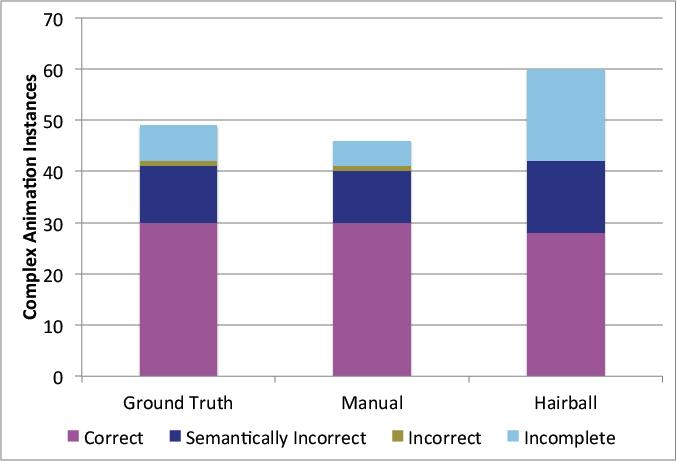 70
60
50
40
30
20
10
0
Complex Animation Instances
Ground Truth Manual Hairball
Correct Semantically Incorrect Incorrect Incomplete